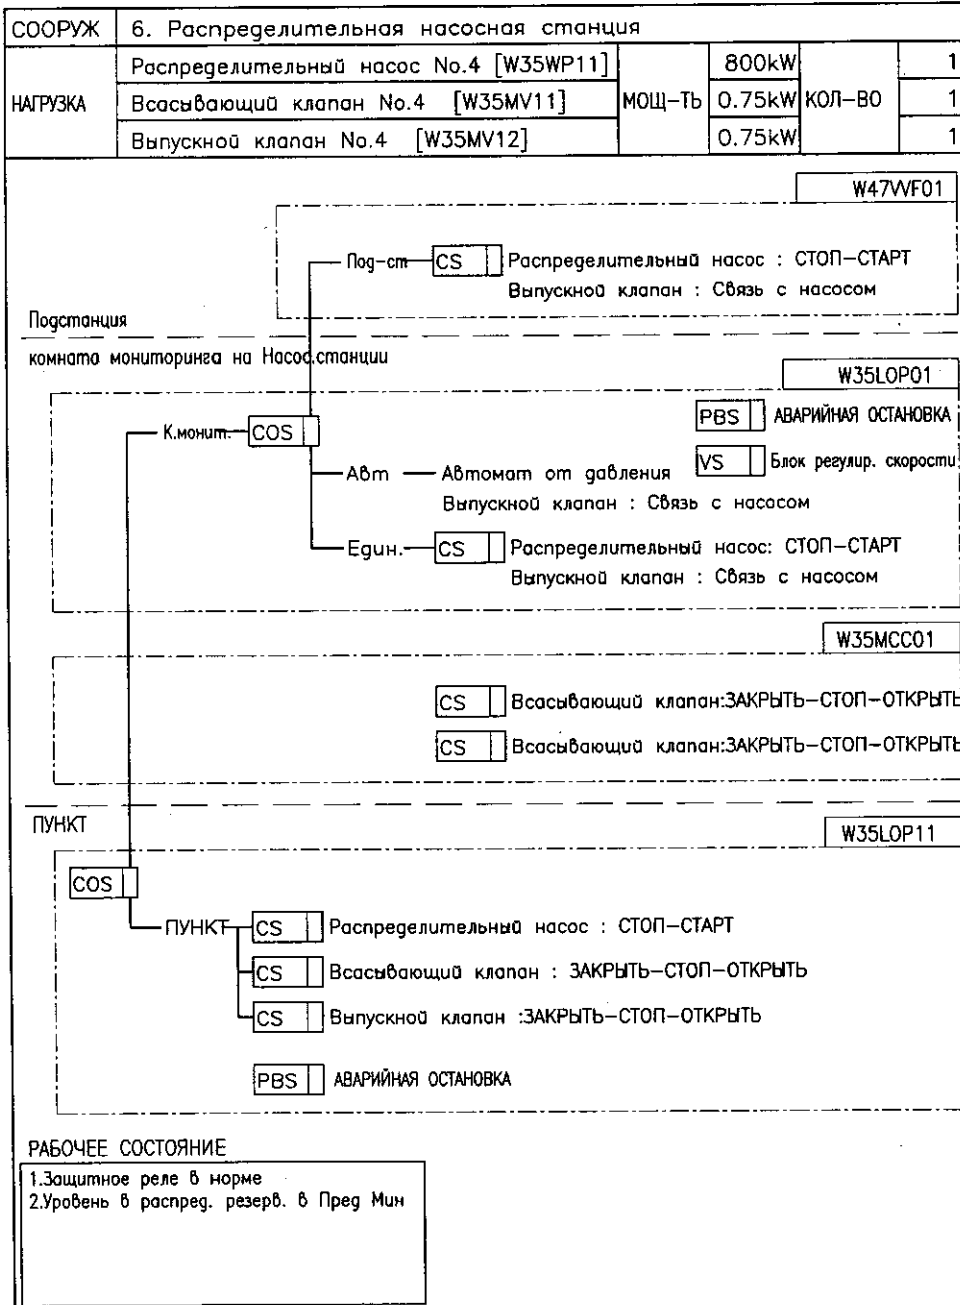 СООРУЖ 6. Распределительная насосная станция
НАГРУЗКА
Распределительный насос No.4 [W35WP11] 800kW 1
Всасывающий клапан No.4 [W35MV11] МОЩ-ТЬ 0.75kW КОЛ-ВО 1
Выпускной клапан No.4 [W35MV12] 0.75kW 1
W47VVF01
Под-ст CS Распределительный насос : СТОП-СТАРТ
Выпускной клапан : Связь с насосом
Подстанция
комната мониторинга на Насос.станции
W35LOP01
PBS АВАРИЙНАЯ ОСТАНОВКА
К.монит. COS
VS Блок регулир. скорости
Авт Автомат от давления
Выпускной клапан : Связь с насосом
Един. CS Распределительный насос: СТОП-СТАРТ
Выпускной клапан : Связь с насосом
W35MCC01
CS Всасывающий клапан:ЗАКРЫТЬ-СТОП-ОТКРЫТЬ
CS Всасывающий клапан:ЗАКРЫТЬ-СТОП-ОТКРЫТЬ
ПУНКТ
W35LOP11
COS
ПУНКТ CS Распределительный насос : СТОП-СТАРТ
CS Всасывающий клапан : ЗАКРЫТЬ-СТОП-ОТКРЫТЬ
CS Выпускной клапан :ЗАКРЫТЬ-СТОП-ОТКРЫТЬ
PBS АВАРИЙНАЯ ОСТАНОВКА
РАБОЧЕЕ СОСТОЯНИЕ
1.Защитное реле в норме
2.Уровень в распред. резерв. в Пред Мин